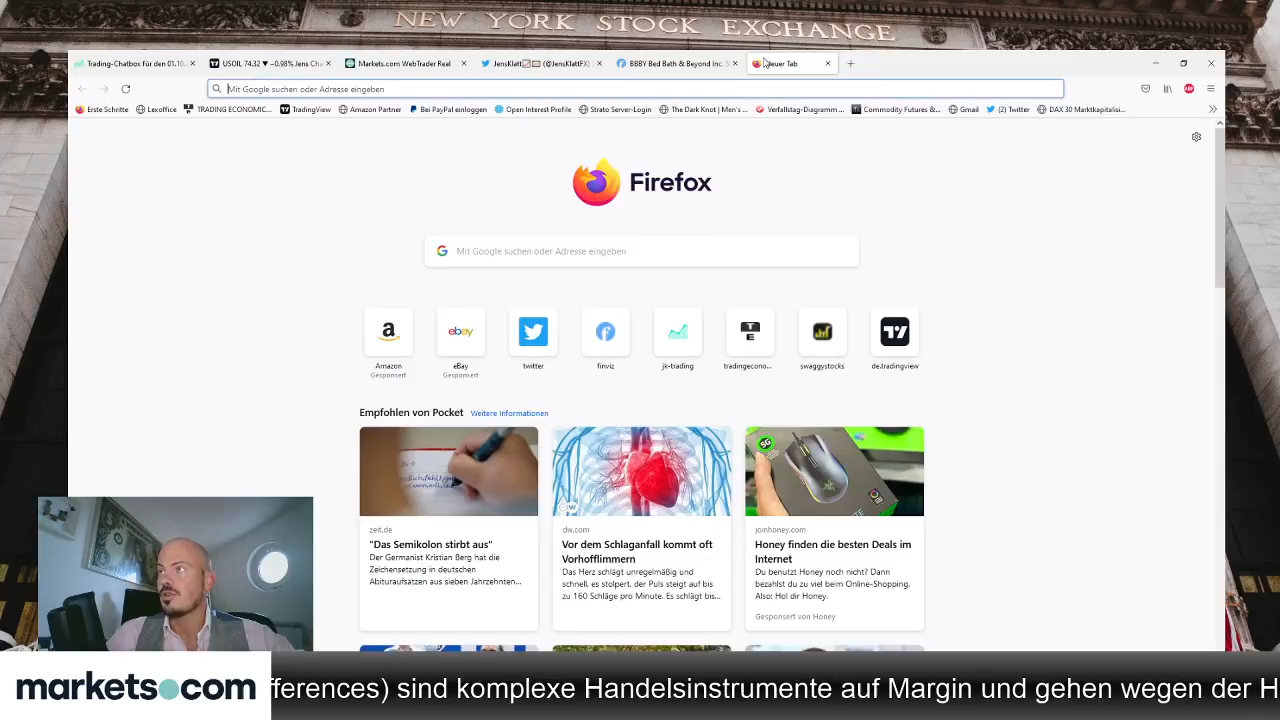 NEW YORK STOCK EXCHANGE
Trading-Chatbox für den 01.10.
USOIL 74.32 ▼ −0.98% Jens Cha
Markets.com WebTrader Real
JensKlatt
(@JensKlattFX)
BBBY Bed Bath & Beyond Inc. S
Neuer Tab
Mit Google suchen oder Adresse eingeben
Erste Schritte
Lexoffice
TRADING ECONOMIC...
TradingView
Amazon Partner
Bei PayPal einloggen
Open Interest Profile
Strato Server-Login
The Dark Knot | Men's ...
Verfallstag-Diagramm ...
Commodity Futures &...
Gmail
(2) Twitter
DAX 30 Marktkapitalisi...
Firefox
Mit Google suchen oder Adresse eingeben
Amazon
Gesponsert
eBay
Gesponsert
twitter
finviz
jk-trading
tradingecono...
swaggystocks
de.tradingview
Empfohlen von Pocket Weitere Informationen
zeit.de
"Das Semikolon stirbt aus"
Der Germanist Kristian Berg hat die
Zeichensetzung in deutschen
Abituraufsätzen aus sieben Jahrzehnten...
dw.com
Vor dem Schlaganfall kommt oft
Vorhofflimmern
Das Herz schlägt unregelmäßig und
schnell, es stolpert, der Puls steigt auf bis
zu 160 Schläge pro Minute. Es schlägt bis...
joinhoney.com
Honey finden die besten Deals im
Internet
Du benutzt Honey noch nicht? Dann
bezahlst du zu viel beim Online-Shopping.
Also: Hol dir Honey.
Gesponsert von Honey
markets.com
fferences) sind komplexe Handelsinstrumente auf Margin und gehen wegen der H